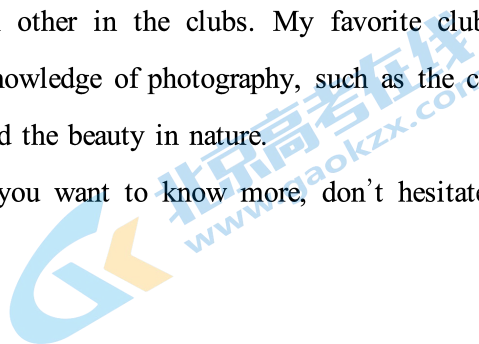 other in the clubs. My favorite club
nowledge of photography, such as the c
d the beauty in nature.
you want to know more, don't hesitate
北京高考在线
www.gaokzx.com